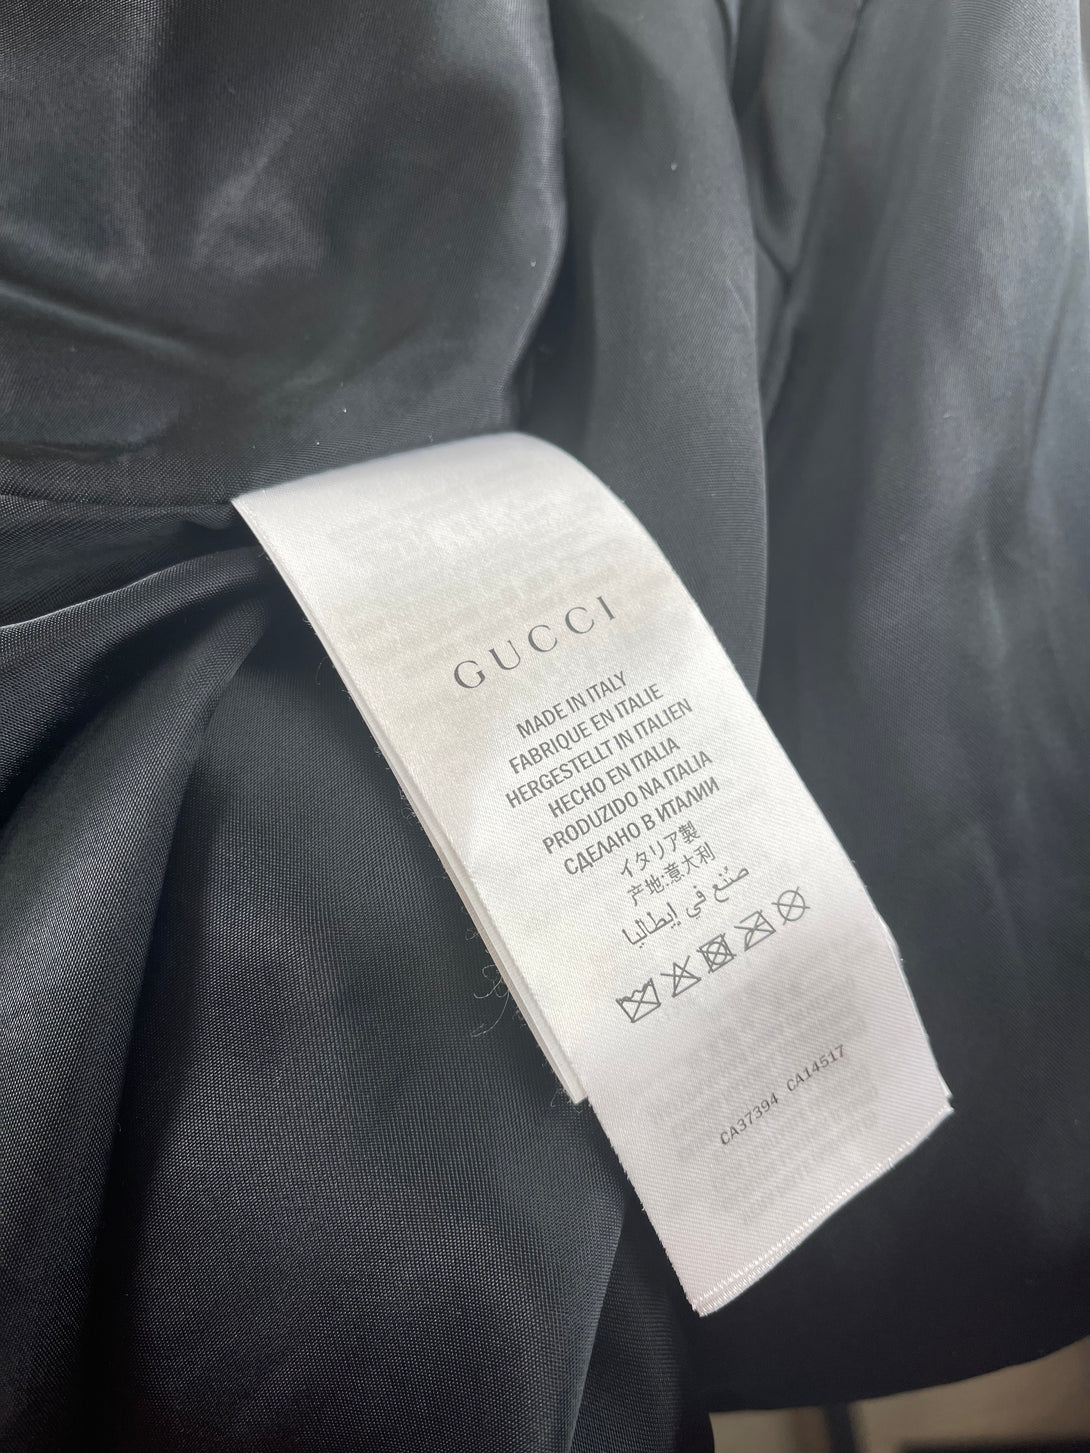 GUCCI
MADE IN ITALY
FABRIQUE EN ITALIE
HERGESTELLT IN ITALIEN
HECHO EN ITALIA
PRODUZIDO NA ITALIA
СДЕЛАНО В ИТАЛИИ
イタリア製
产地:意大利
صنع في إيطاليا
CA37394 CA14517